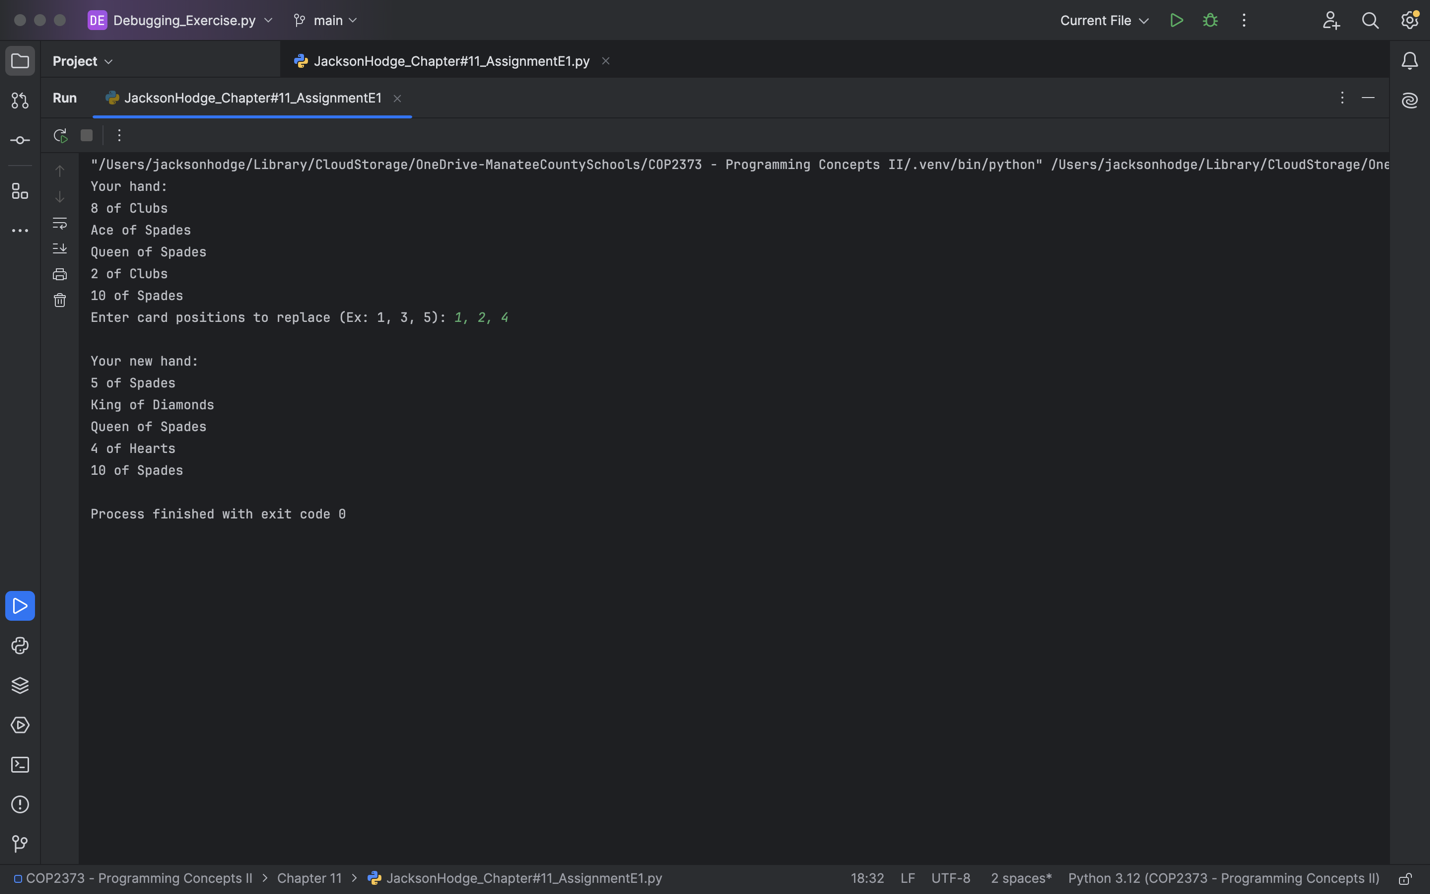 DE Debugging_Exercise.py main Current File
Project JacksonHodge_Chapter#11_AssignmentE1.py
Run JacksonHodge_Chapter#11_AssignmentE1
"/Users/jacksonhodge/Library/CloudStorage/OneDrive-ManateeCountySchools/COP2373 - Programming Concepts II/.venv/bin/python" /Users/jacksonhodge/Library/CloudStorage/One
Your hand:
8 of Clubs
Ace of Spades
Queen of Spades
2 of Clubs
10 of Spades
Enter card positions to replace (Ex: 1, 3, 5): 1, 2, 4
Your new hand:
5 of Spades
King of Diamonds
Queen of Spades
4 of Hearts
10 of Spades
Process finished with exit code 0
COP2373 - Programming Concepts II > Chapter 11 > JacksonHodge_Chapter#11_AssignmentE1.py 18:32 LF UTF-8 2 spaces* Python 3.12 (COP2373 - Programming Concepts II)